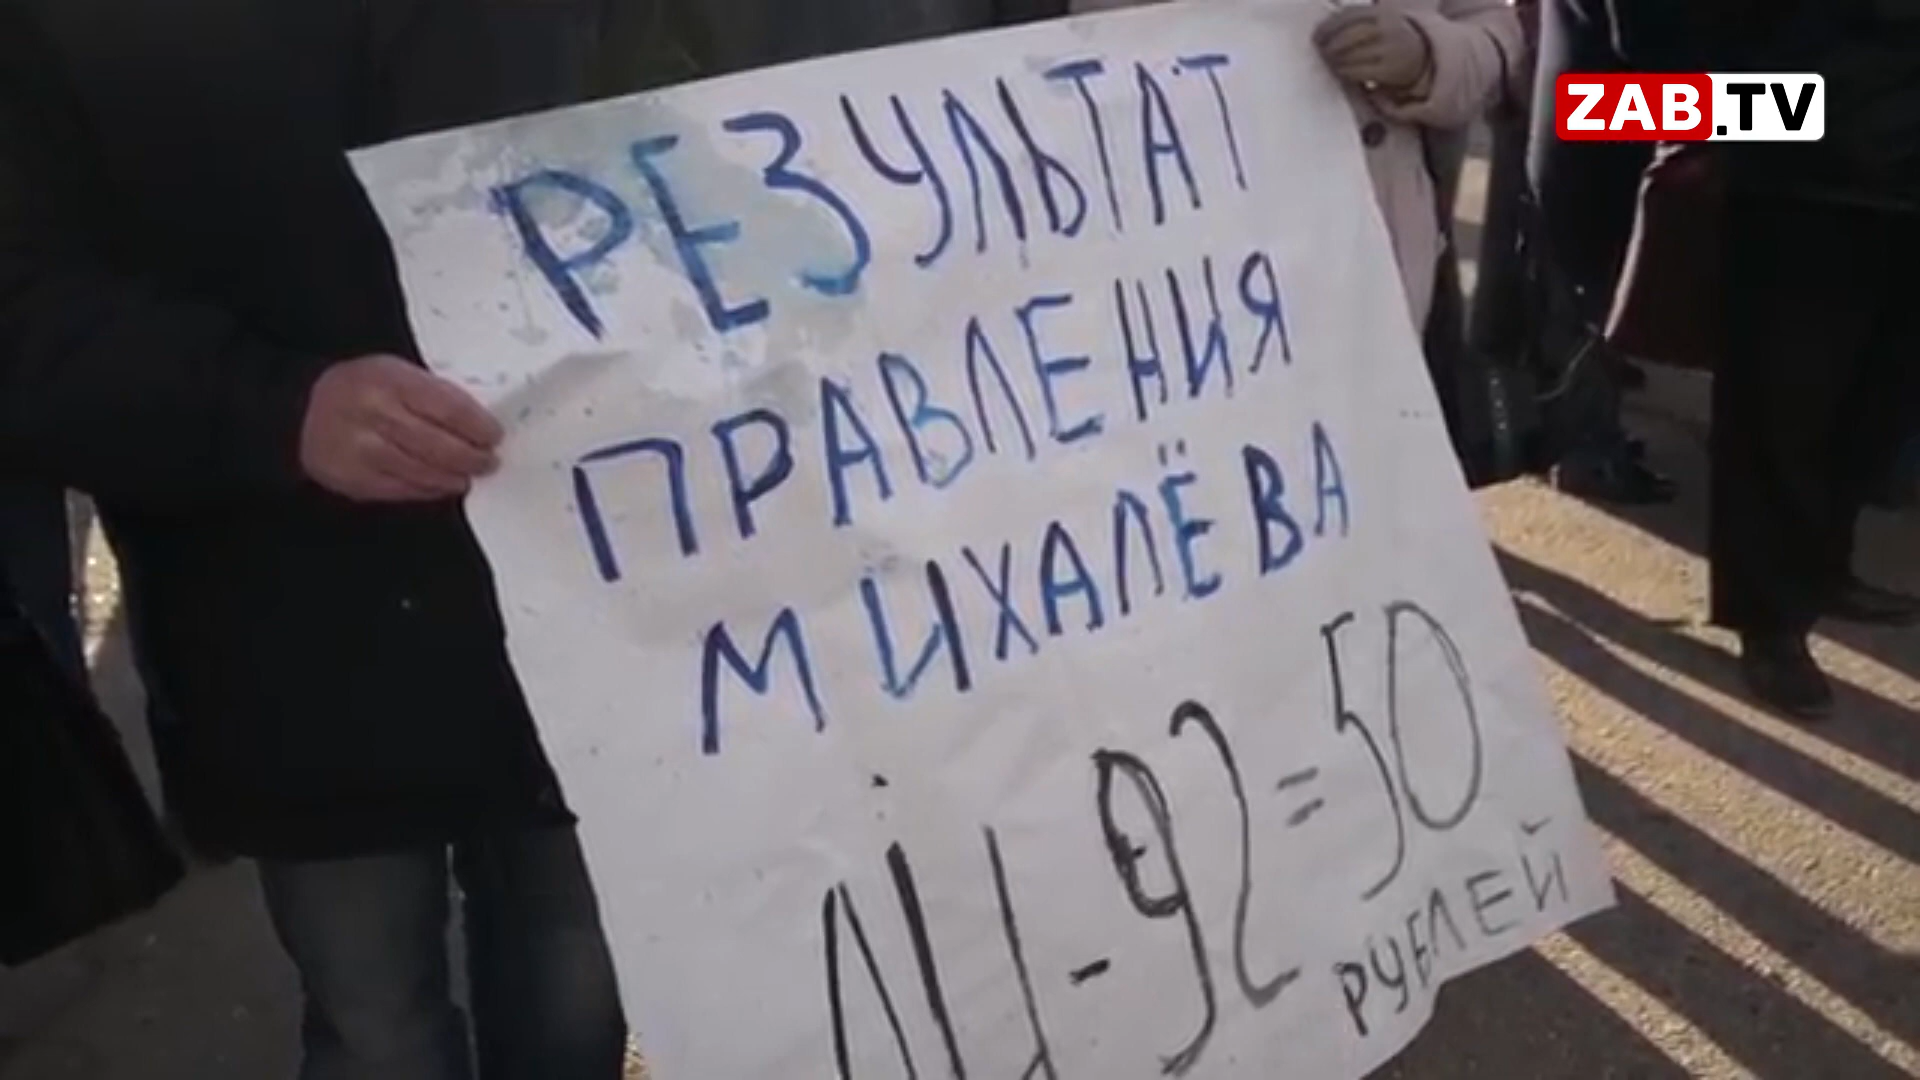 ZAB.TV
РЕЗУЛЬТАТ
ПРАВЛЕНИЯ
МИХАЛЁВА
АИ-92=50
РУБЛЕЙ